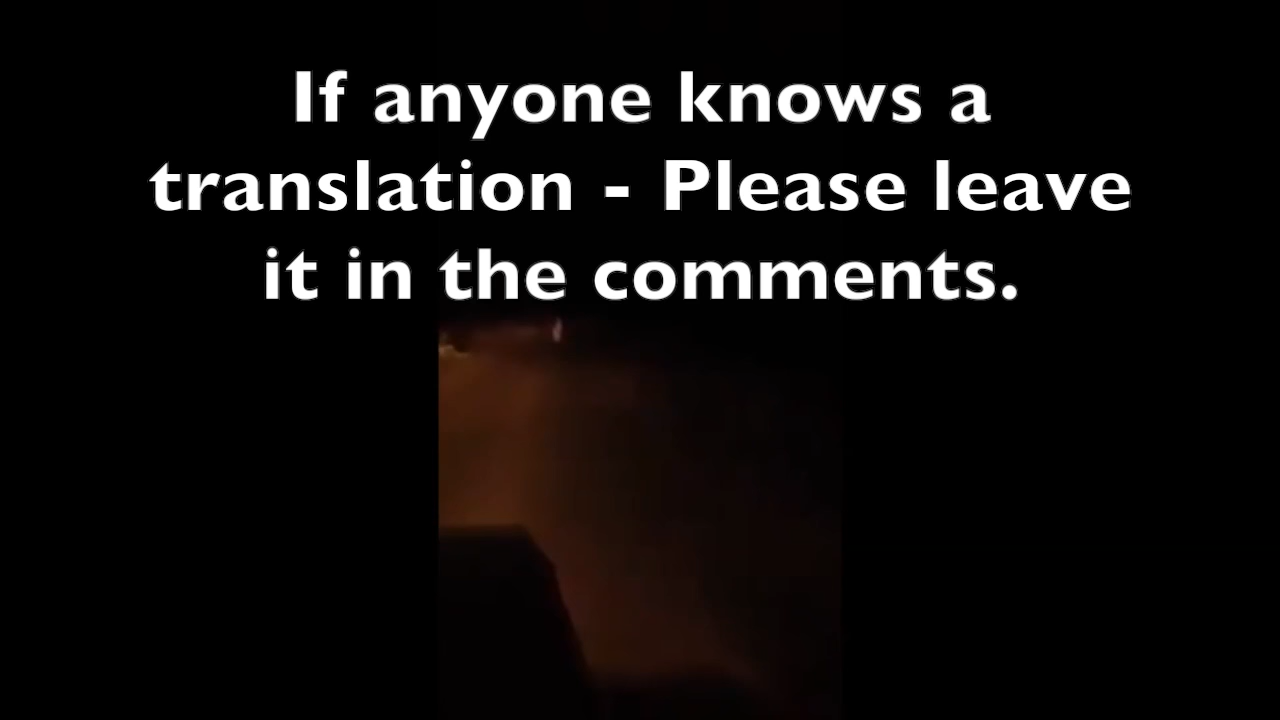 If anyone knows a
translation - Please leave
it in the comments.